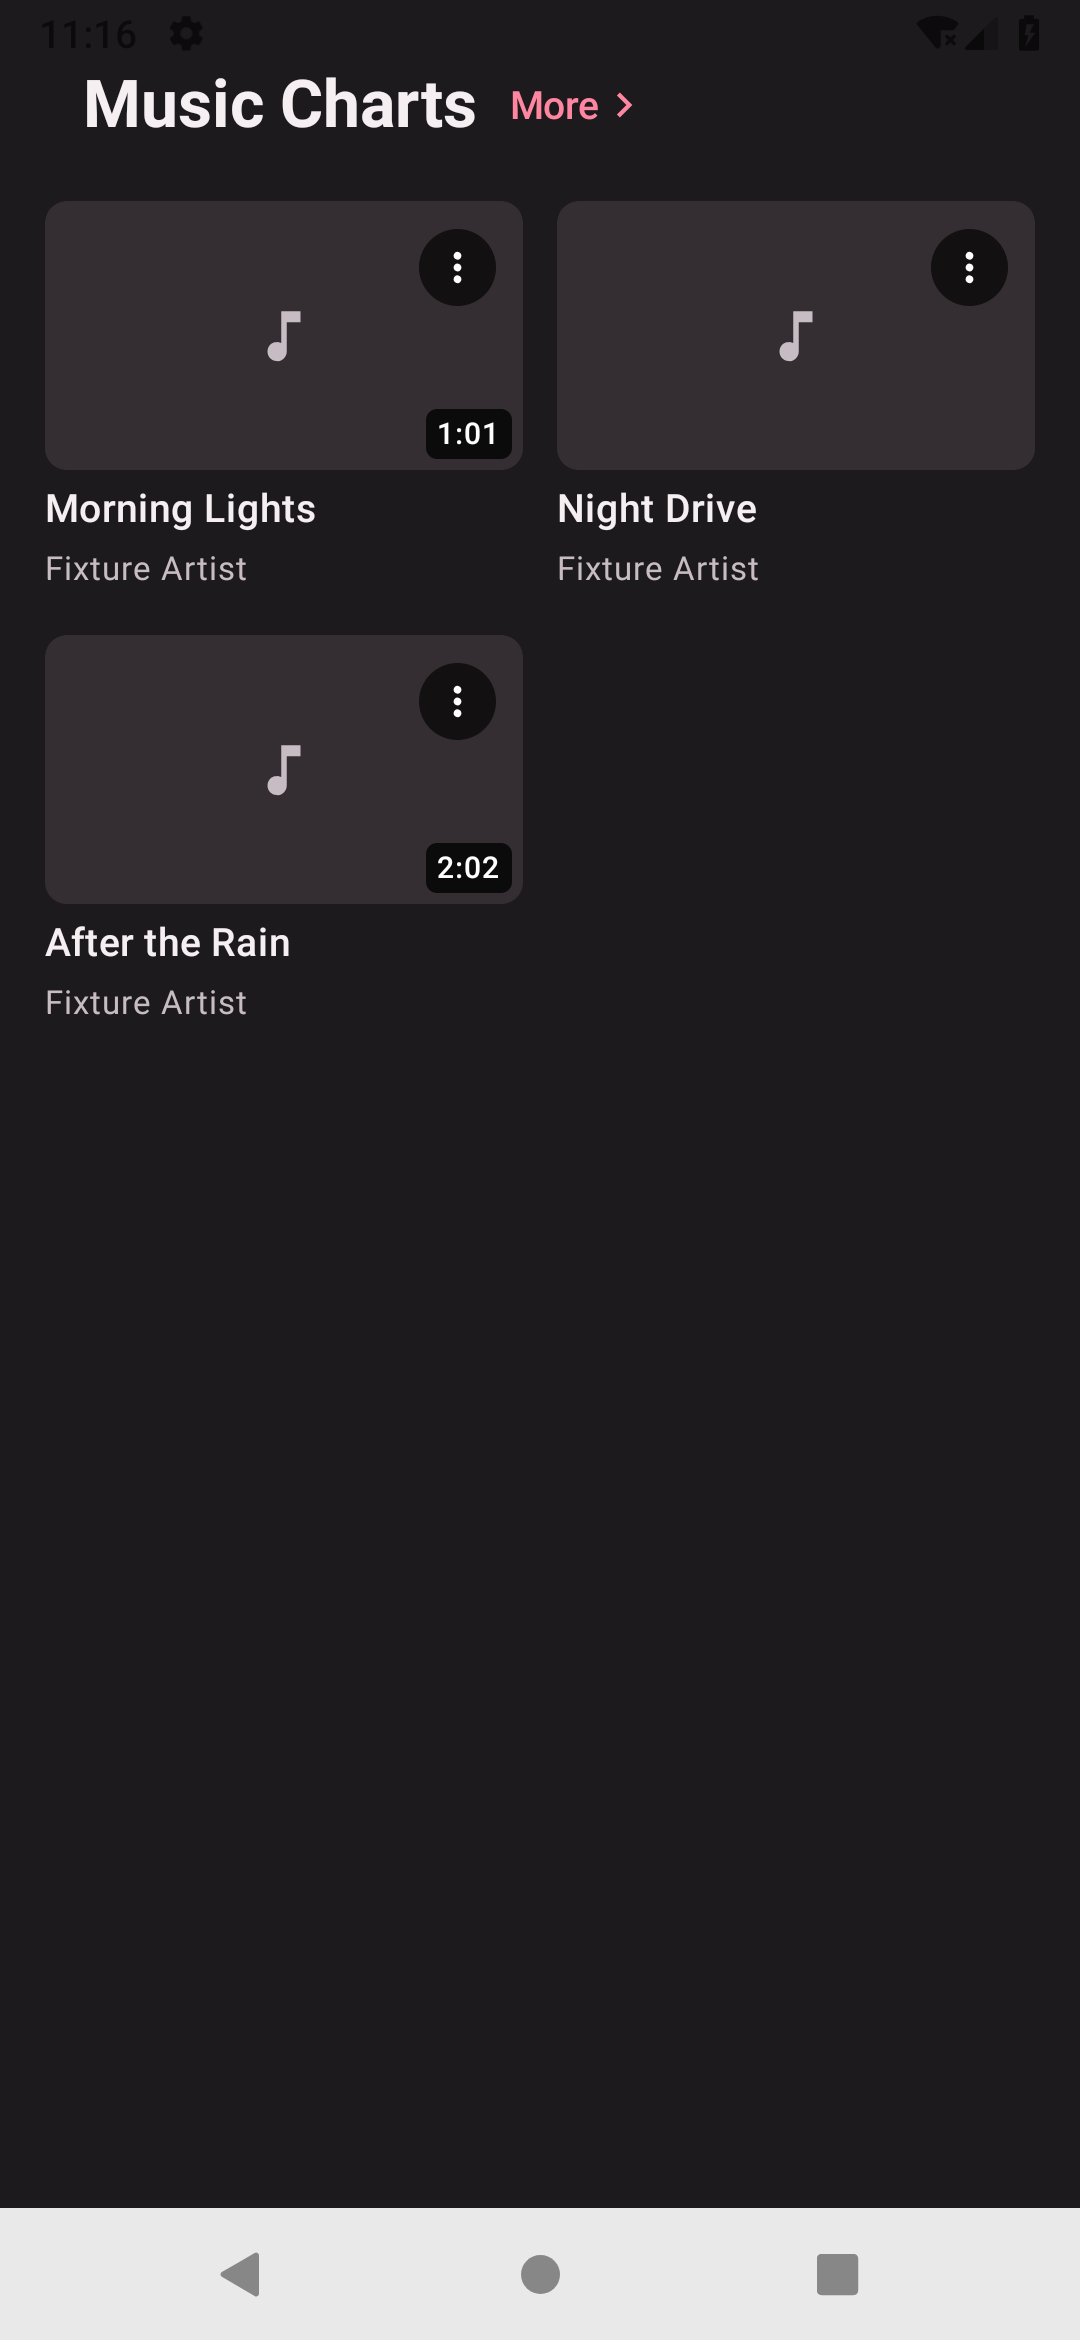 11:16
Music Charts More
1:01
Morning Lights
Fixture Artist
Night Drive
Fixture Artist
2:02
After the Rain
Fixture Artist